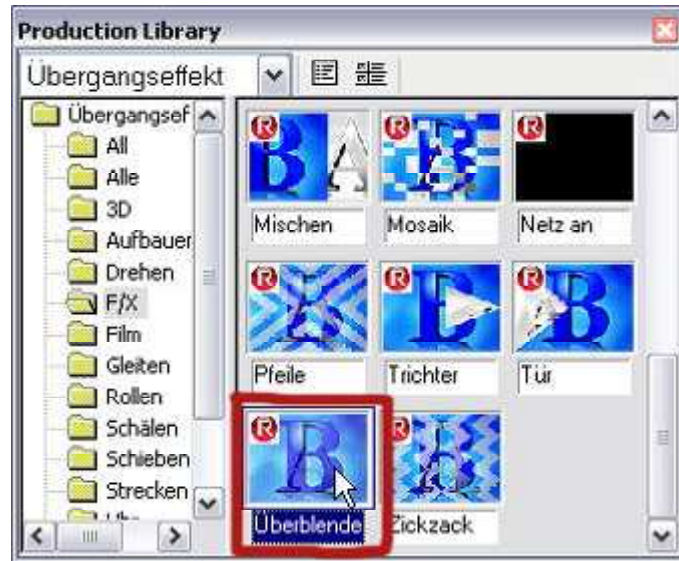 Production Library
Übergangseffekt
Übergangsef
All
Alle
3D
Aufbauer
Drehen
F/X
Film
Gleiten
Rollen
Schälen
Schieben
Strecken
R B A
R B
R
Mischen
Mosaik
Netz an
R
R B
R B
Pfeile
Trichter
Tür
R B
R B
Überblende
Zickzack